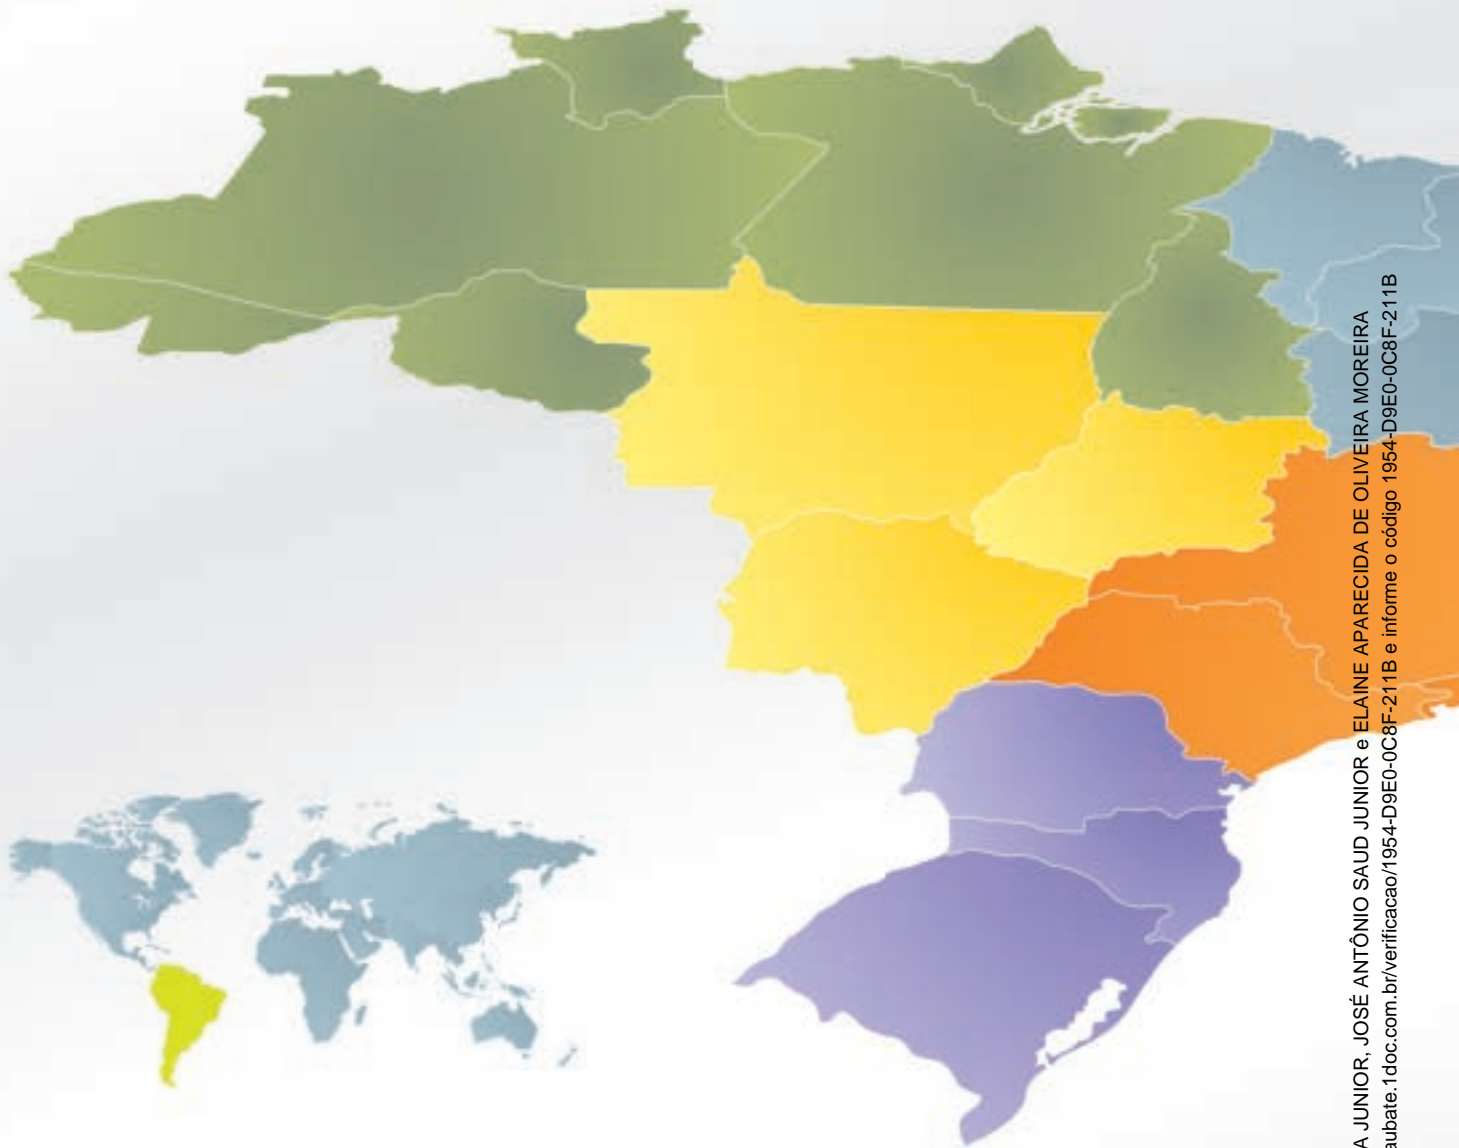 A JUNIOR, JOSÉ ANTÔNIO SAUD JUNIOR e ELAINE APARECIDA DE OLIVEIRA MOREIRA
aubate.1doc.com.br/verificacao/1954-D9E0-0C8F-211B e informe o código 1954-D9E0-0C8F-211B